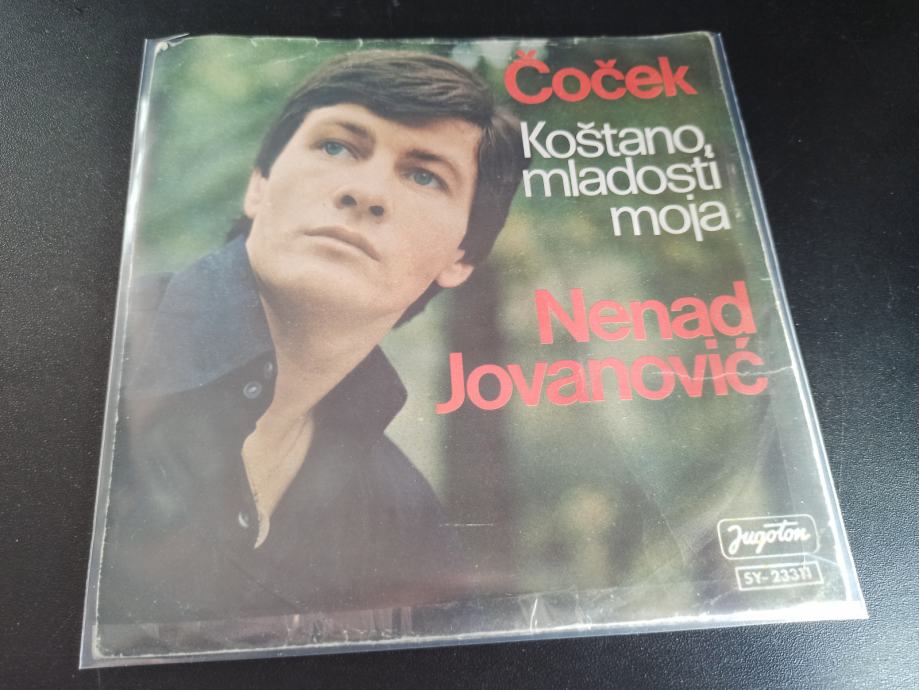 Čoček
Koštano,
mladosti
moja
Nenad
Jovanović
Jugoton
SY-23311